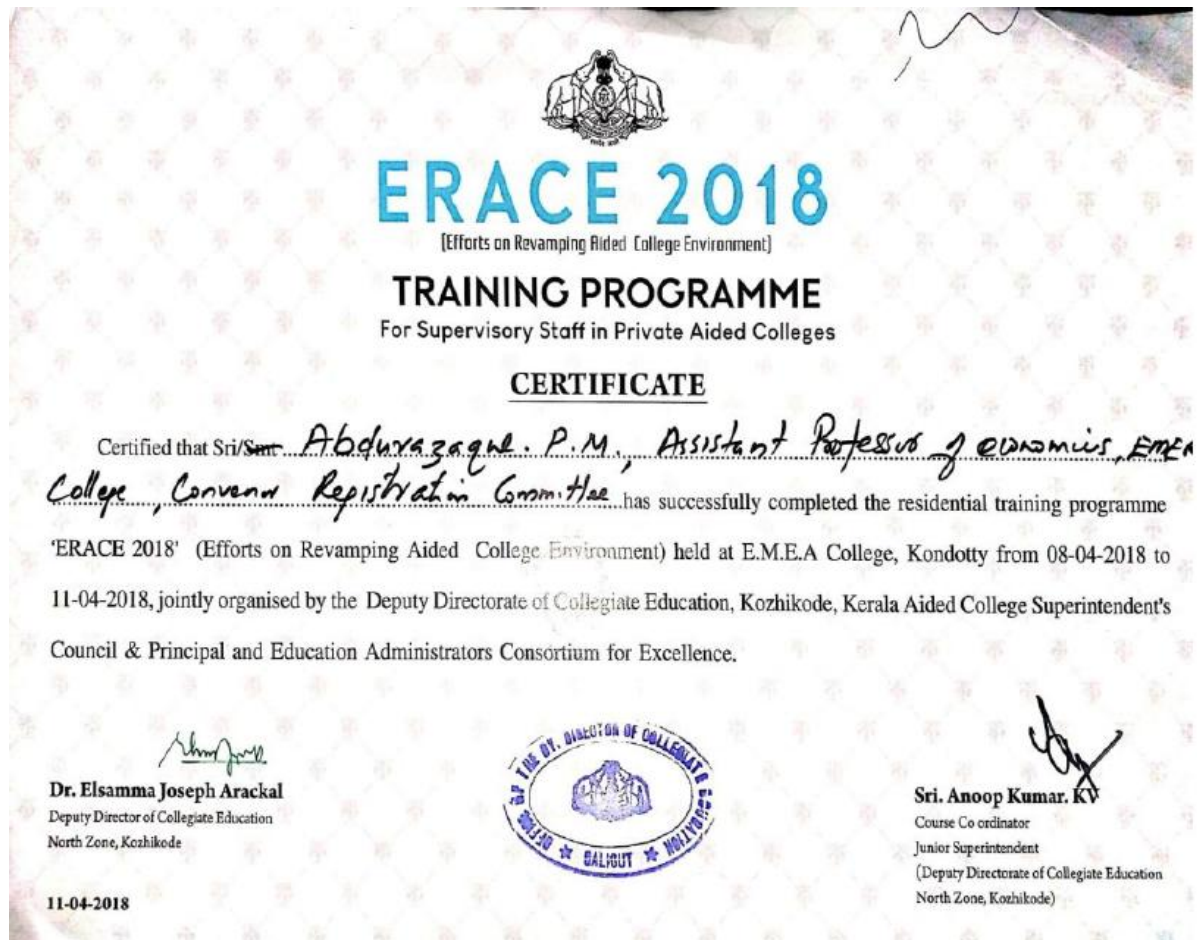 ERACE 2018
[Efforts on Revamping Aided College Environment]
TRAINING PROGRAMME
For Supervisory Staff in Private Aided Colleges
CERTIFICATE
Certified that Sri/Smt Abdurazaque. P.M., Assistant Professor of economics, EMEA
College, Convenor Registration Committee has successfully completed the residential training programme
'ERACE 2018' (Efforts on Revamping Aided College Environment) held at E.M.E.A College, Kondotty from 08-04-2018 to
11-04-2018, jointly organised by the Deputy Directorate of Collegiate Education, Kozhikode, Kerala Aided College Superintendent's
Council & Principal and Education Administrators Consortium for Excellence.
Dr. Elsamma Joseph Arackal
Deputy Director of Collegiate Education
North Zone, Kozhikode
11-04-2018
OFFICE OF THE DY. DIRECTOR OF COLLEGIATE EDUCATION
CALICUT
Sri. Anoop Kumar. KV
Course Co ordinator
Junior Superintendent
(Deputy Directorate of Collegiate Education
North Zone, Kozhikode)